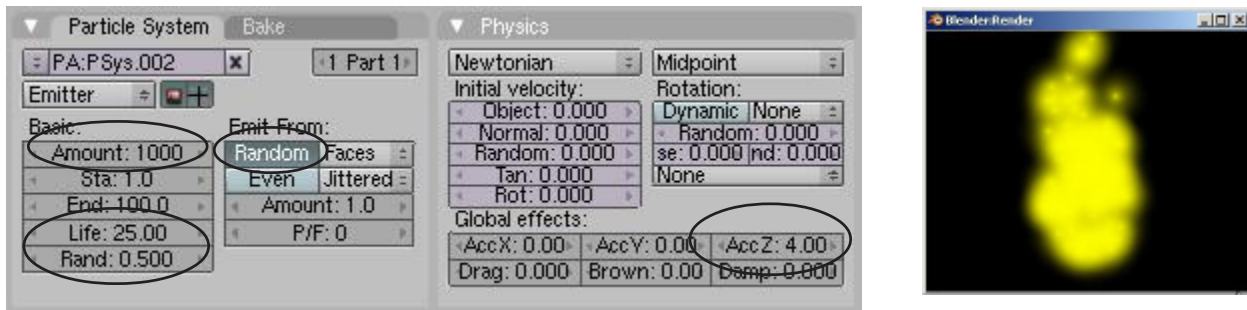 Particle System Bake
PA:PSys.002 1 Part 1
Emitter
Basic: Emit From:
Amount: 1000 Random Faces
Sta: 1.0 Even Jittered
End: 100.0 Amount: 1.0
Life: 25.00 P/F: 0
Rand: 0.500
Physics
Newtonian Midpoint
Initial velocity: Rotation:
Object: 0.000 Dynamic None
Normal: 0.000 Random: 0.000
Random: 0.000 se: 0.000 nd: 0.000
Tan: 0.000 None
Rot: 0.000
Global effects:
AccX: 0.00 AccY: 0.00 AccZ: 4.00
Drag: 0.000 Brown: 0.00 Damp: 0.000
Blender:Render